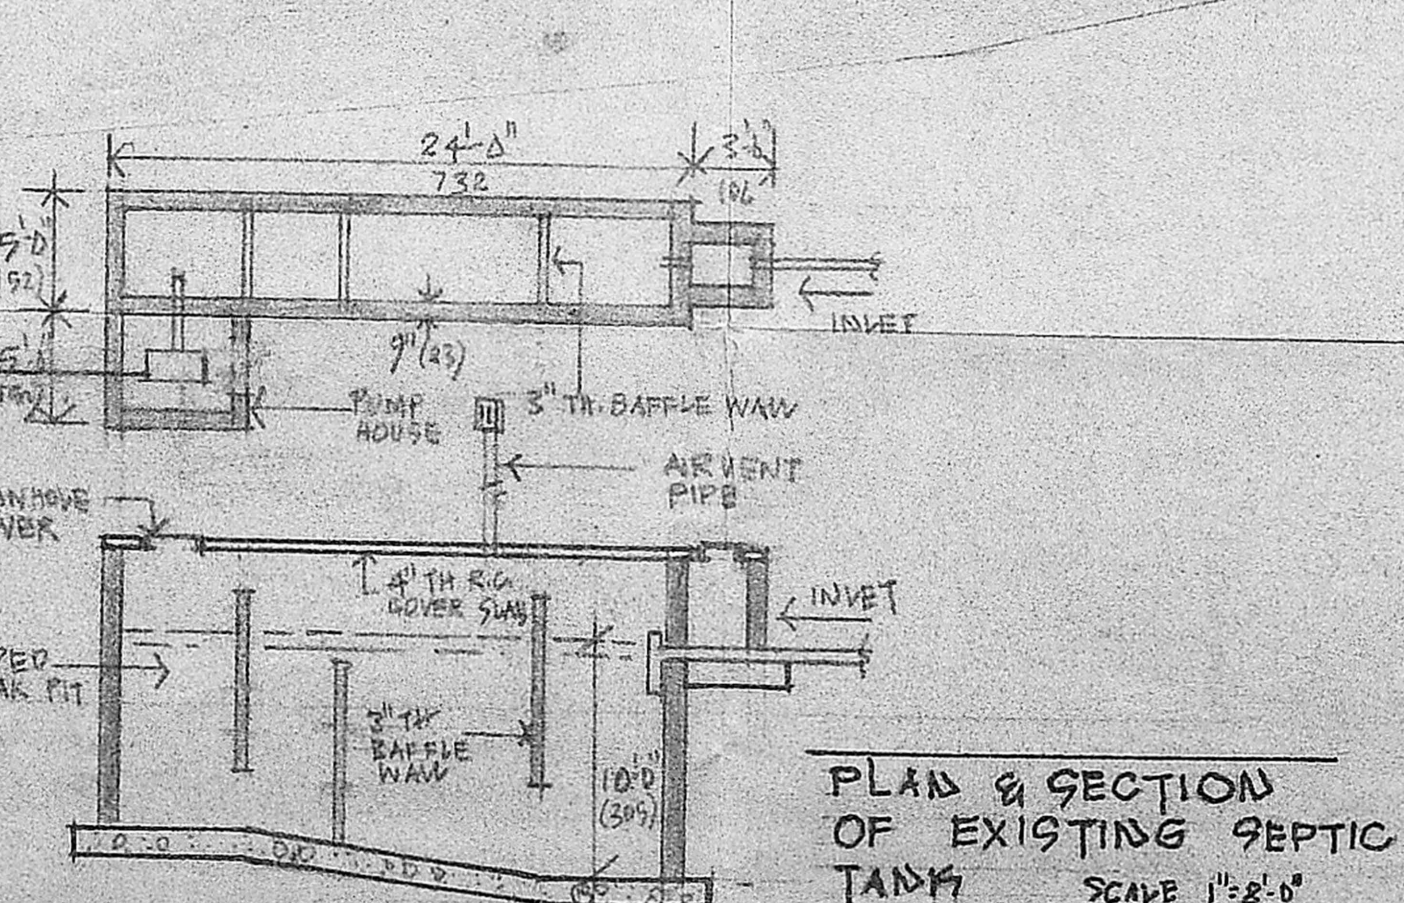 24'-0"
3'-6"
732
106
5'-0"
INLET
9" (23)
PUMP
HOUSE
3" TH. BAFFLE WALL
AIR VENT
PIPE
4" TH R.C.
COVER SLAB
INLET
3" TH
BAFFLE
WALL
10'-0"
(305)
PLAN & SECTION
OF EXISTING SEPTIC
TANK
SCALE 1"=8'-0"